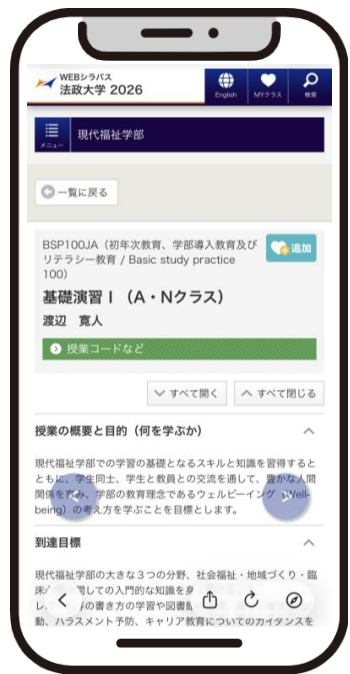 WEBシラバス
法政大学 2026
English
MYクラス
検索
メニュー
現代福祉学部
一覧に戻る
BSP100JA（初年次教育、学部導入教育及び
リテラシー教育 / Basic study practice
100）
追加
基礎演習Ⅰ（A・Nクラス）
渡辺 寛人
授業コードなど
すべて開く
すべて閉じる
授業の概要と目的（何を学ぶか）
現代福祉学部での学習の基礎となるスキルと知識を習得すると
ともに、学生同士、学生と教員との交流を通して、豊かな人間
関係を育み、学部の教育理念であるウェルビーイング（Well-
being）の考え方を学ぶことを目標とします。
到達目標
現代福祉学部の大きな３つの分野、社会福祉・地域づくり・臨
床 関しての入門的な知識を身
レ の書き方の学習や図書館
動、ハラスメント予防、キャリア教育についてのガイダンスを